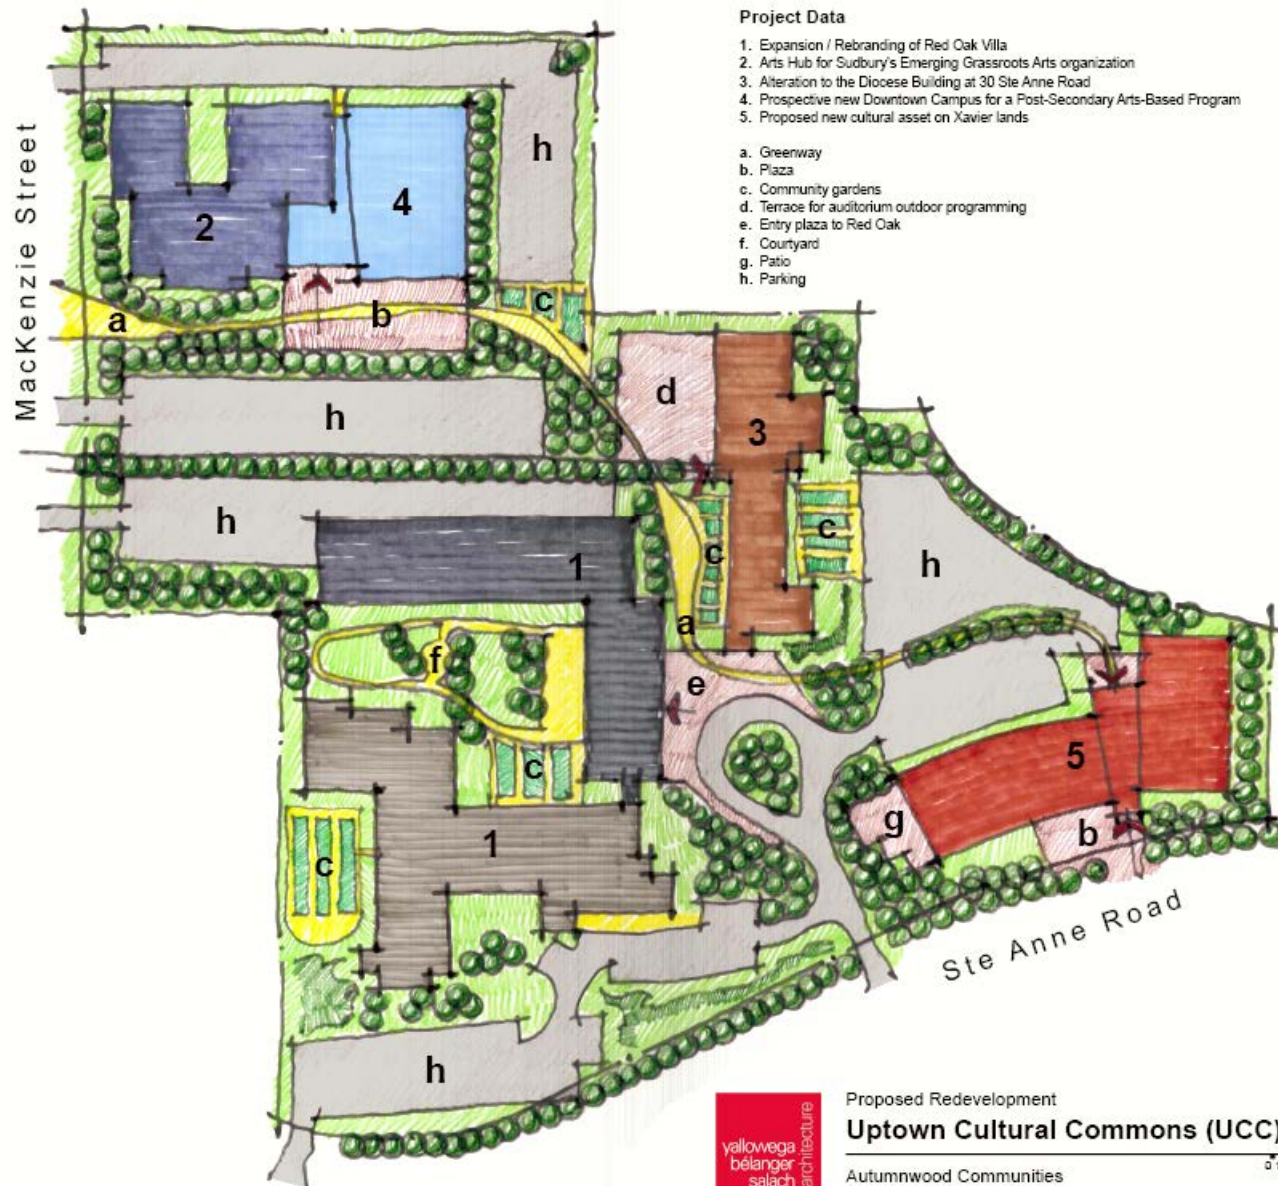 Project Data
1. Expansion / Rebranding of Red Oak Villa
2. Arts Hub for Sudbury's Emerging Grassroots Arts organization
3. Alteration to the Diocese Building at 30 Ste Anne Road
4. Prospective new Downtown Campus for a Post-Secondary Arts-Based Program
5. Proposed new cultural asset on Xavier lands
a. Greenway
b. Plaza
c. Community gardens
d. Terrace for auditorium outdoor programming
e. Entry plaza to Red Oak
f. Courtyard
g. Patio
h. Parking
MacKenzie Street
h
4
2
c
a
b
d
h
3
h
c
c
h
1
a
f
e
c
5
g
b
1
c
Ste Anne Road
h
yallowega
bélanger
salach
architecture
Proposed Redevelopment
Uptown Cultural Commons (UCC)
Autumnwood Communities